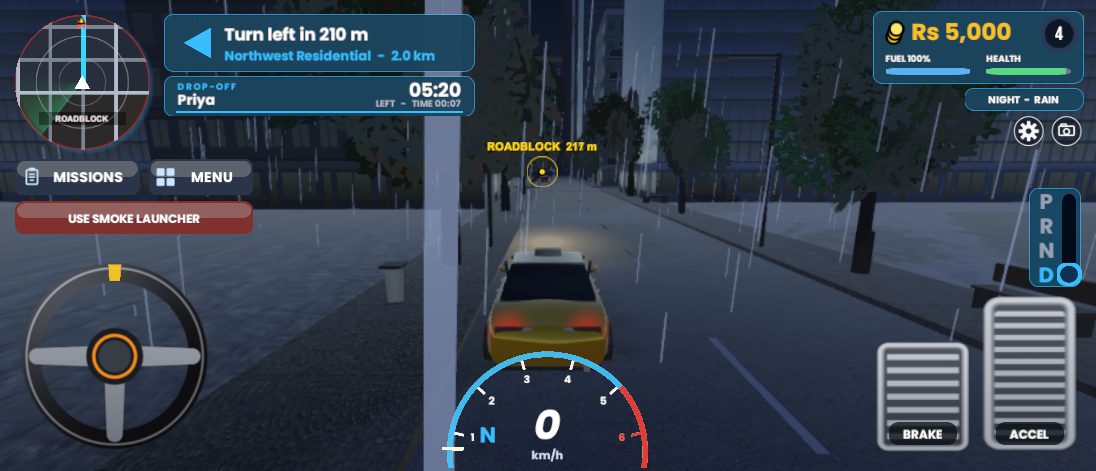 Turn left in 210 m
Northwest Residential - 2.0 km
DROP-OFF
Priya
05:20
LEFT - TIME 00:07
Rs 5,000
4
FUEL 100%
HEALTH
NIGHT - RAIN
ROADBLOCK
ROADBLOCK 217 m
MISSIONS
MENU
USE SMOKE LAUNCHER
P
R
N
D
1
2
3
4
5
6
N
0
km/h
BRAKE
ACCEL